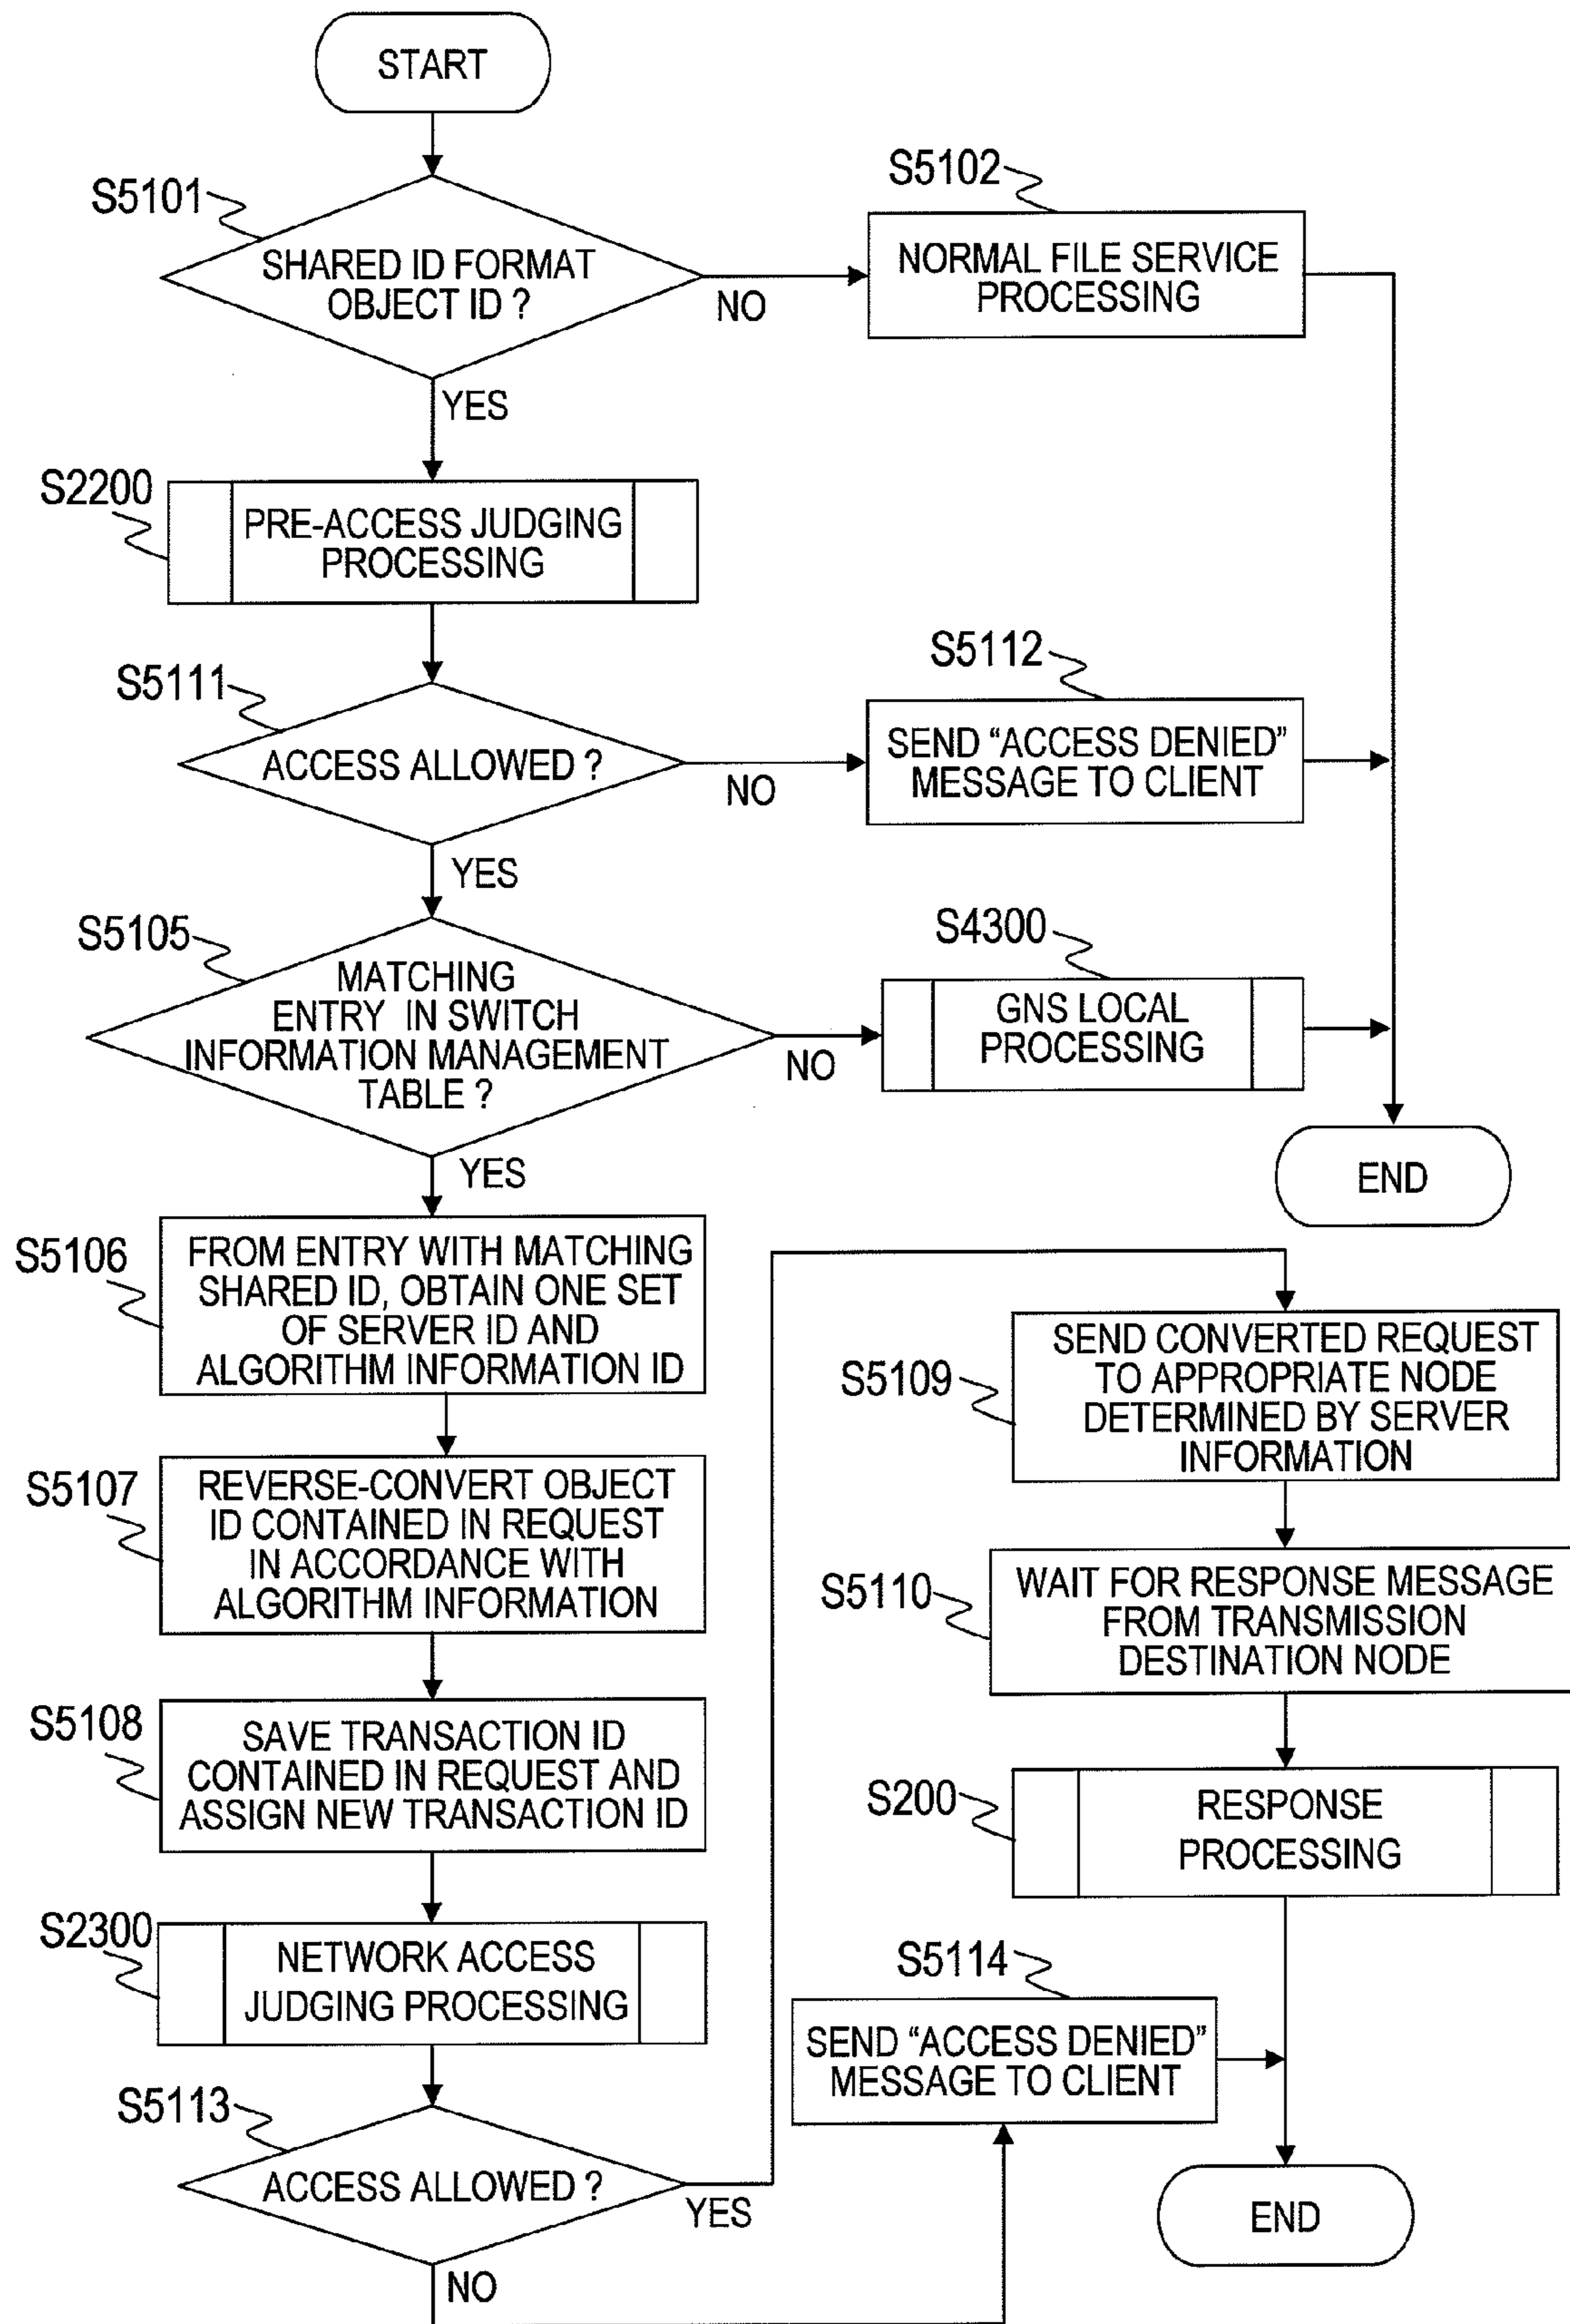 START
S5101
SHARED ID FORMAT
OBJECT ID ?
NO
YES
S5102
NORMAL FILE SERVICE
PROCESSING
S2200
PRE-ACCESS JUDGING
PROCESSING
S5111
ACCESS ALLOWED ?
NO
YES
S5112
SEND “ACCESS DENIED”
MESSAGE TO CLIENT
S5105
MATCHING
ENTRY IN SWITCH
INFORMATION MANAGEMENT
TABLE ?
NO
YES
S4300
GNS LOCAL
PROCESSING
END
S5106
FROM ENTRY WITH MATCHING
SHARED ID, OBTAIN ONE SET
OF SERVER ID AND
ALGORITHM INFORMATION ID
S5107
REVERSE-CONVERT OBJECT
ID CONTAINED IN REQUEST
IN ACCORDANCE WITH
ALGORITHM INFORMATION
S5108
SAVE TRANSACTION ID
CONTAINED IN REQUEST AND
ASSIGN NEW TRANSACTION ID
S2300
NETWORK ACCESS
JUDGING PROCESSING
S5113
ACCESS ALLOWED ?
YES
NO
S5109
SEND CONVERTED REQUEST
TO APPROPRIATE NODE
DETERMINED BY SERVER
INFORMATION
S5110
WAIT FOR RESPONSE MESSAGE
FROM TRANSMISSION
DESTINATION NODE
S200
RESPONSE
PROCESSING
S5114
SEND “ACCESS DENIED”
MESSAGE TO CLIENT
END